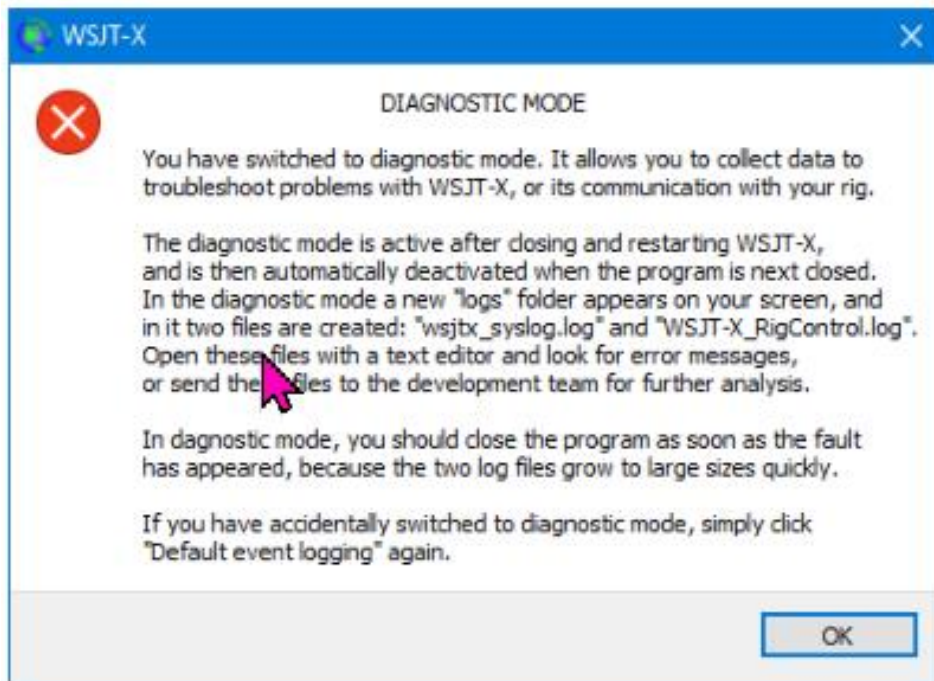 WSJT-X
DIAGNOSTIC MODE
You have switched to diagnostic mode. It allows you to collect data to
troubleshoot problems with WSJT-X, or its communication with your rig.
The diagnostic mode is active after closing and restarting WSJT-X,
and is then automatically deactivated when the program is next closed.
In the diagnostic mode a new "logs" folder appears on your screen, and
in it two files are created: "wsjtx_syslog.log" and "WSJT-X_RigControl.log".
Open these files with a text editor and look for error messages,
or send the files to the development team for further analysis.
In dagnostic mode, you should close the program as soon as the fault
has appeared, because the two log files grow to large sizes quickly.
If you have accidentally switched to diagnostic mode, simply click
"Default event logging" again.
OK